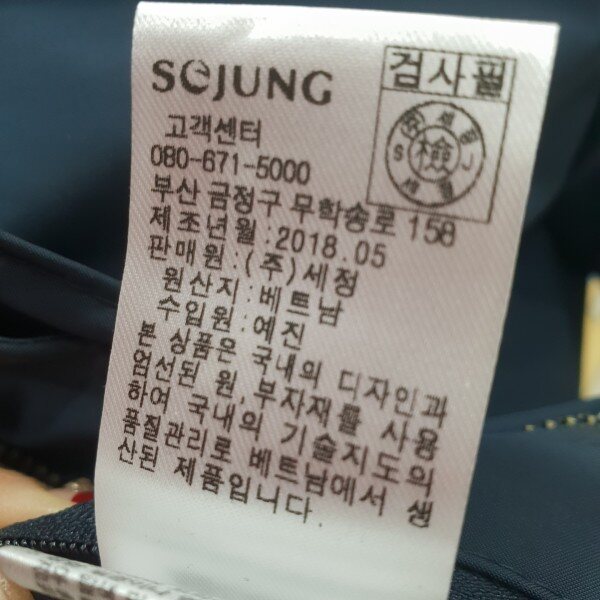 SeJUNG
검사필
고객센터
080-671-5000
檢
S
J
부산 금정구 무학송로 158
제조년월:2018.05
판매원:(주)세정
원산지:베트남
수입원:예진
본 상품은 국내의 디자인과
엄선된 원,부자재를 사용
하여 국내의 기술지도의
품질관리로 베트남에서 생
산된 제품입니다.